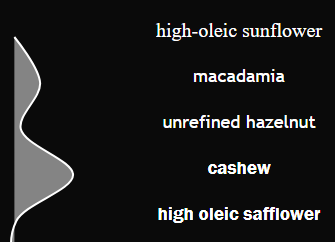 high-oleic sunflower
macadamia
unrefined hazelnut
cashew
high oleic safflower